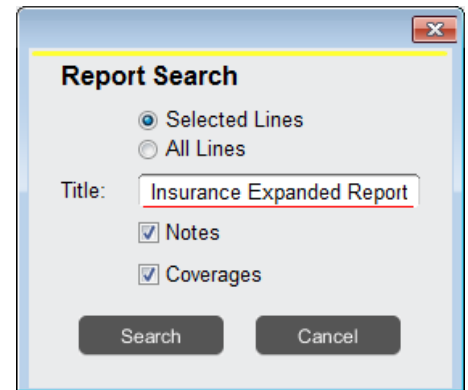 Report Search
Selected Lines
All Lines
Title: Insurance Expanded Report
Notes
Coverages
Search Cancel